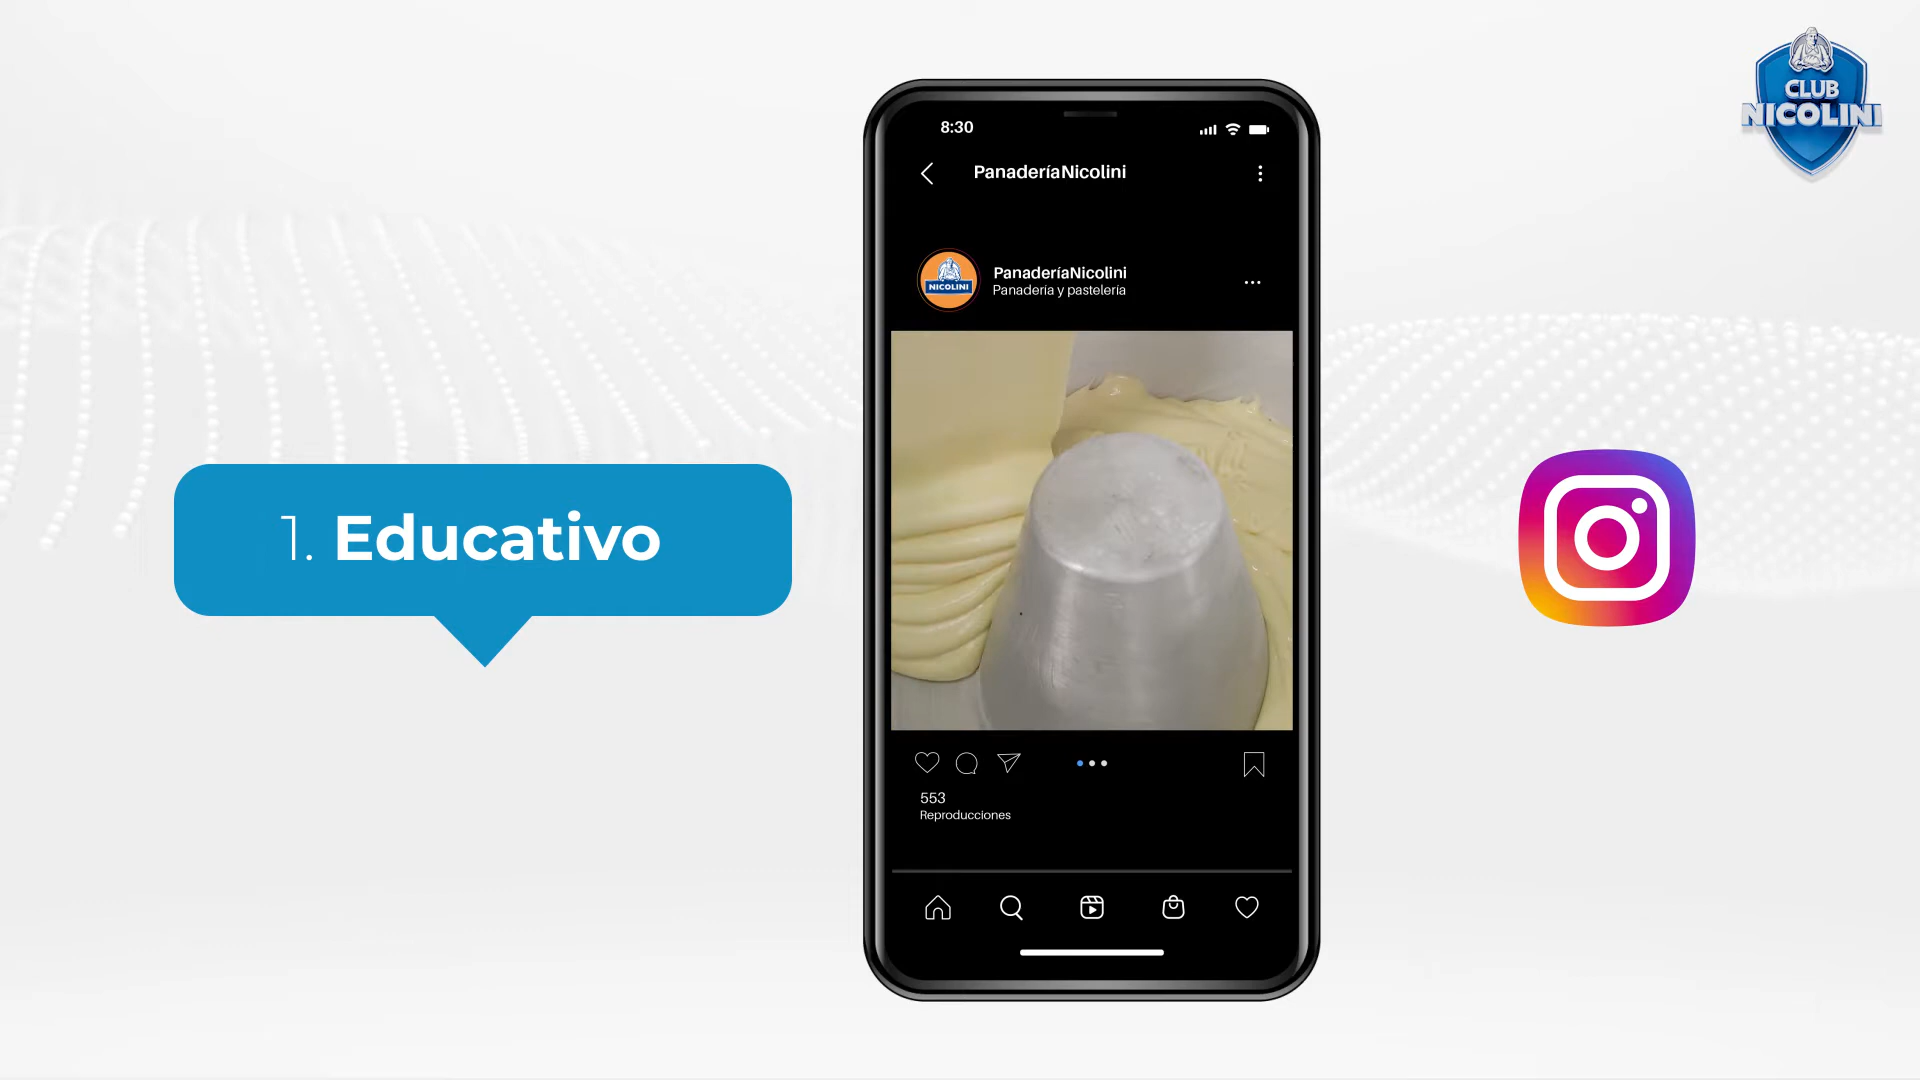 CLUB
NICOLINI
8:30
PanaderíaNicolini
NICOLINI
PanaderíaNicolini
Panadería y pastelería
1. Educativo
553
Reproducciones